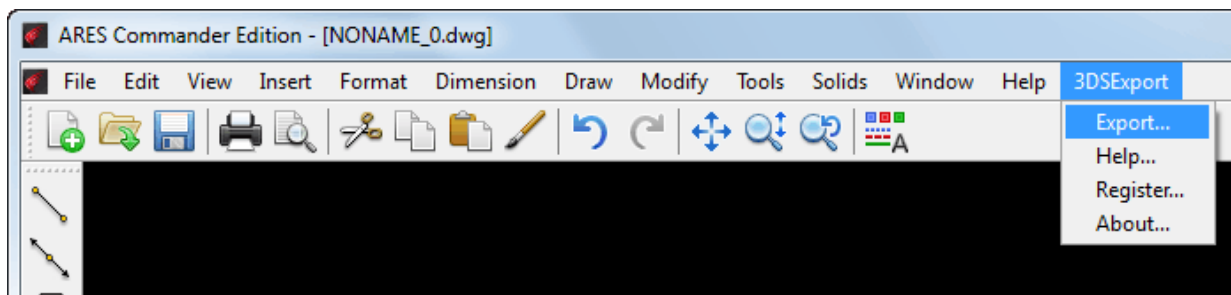 ARES Commander Edition - [NONAME_0.dwg]
File Edit View Insert Format Dimension Draw Modify Tools Solids Window Help 3DSExport
A
Export...
Help...
Register...
About...